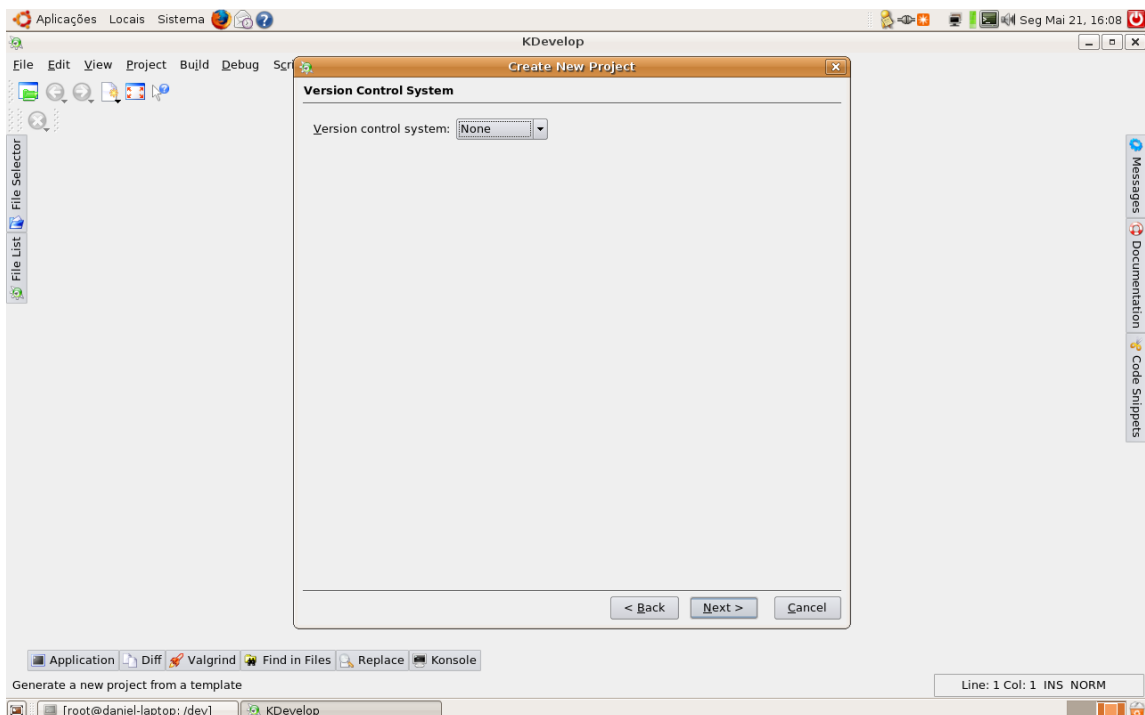 Aplicações Locais Sistema Seg Mai 21, 16:08
KDevelop
File Edit View Project Build Debug Scri
Create New Project
Version Control System
Version control system: None
File Selector
File List
Messages
Documentation
Code Snippets
< Back Next > Cancel
Application Diff Valgrind Find in Files Replace Konsole
Generate a new project from a template Line: 1 Col: 1 INS NORM
[root@daniel-laptop: /dev] KDevelop